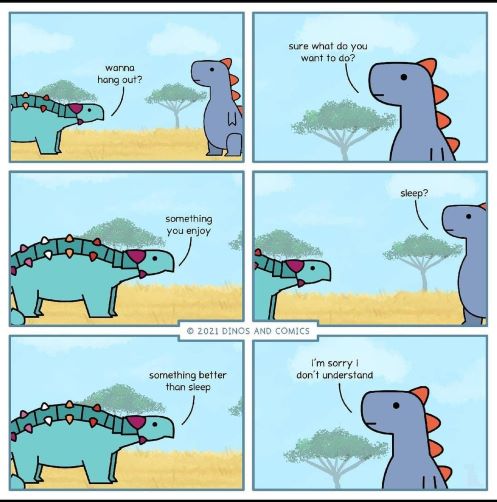 wanna
hang out?
sure what do you
want to do?
something
you enjoy
sleep?
© 2021 DINOS AND COMICS
something better
than sleep
i'm sorry i
don't understand